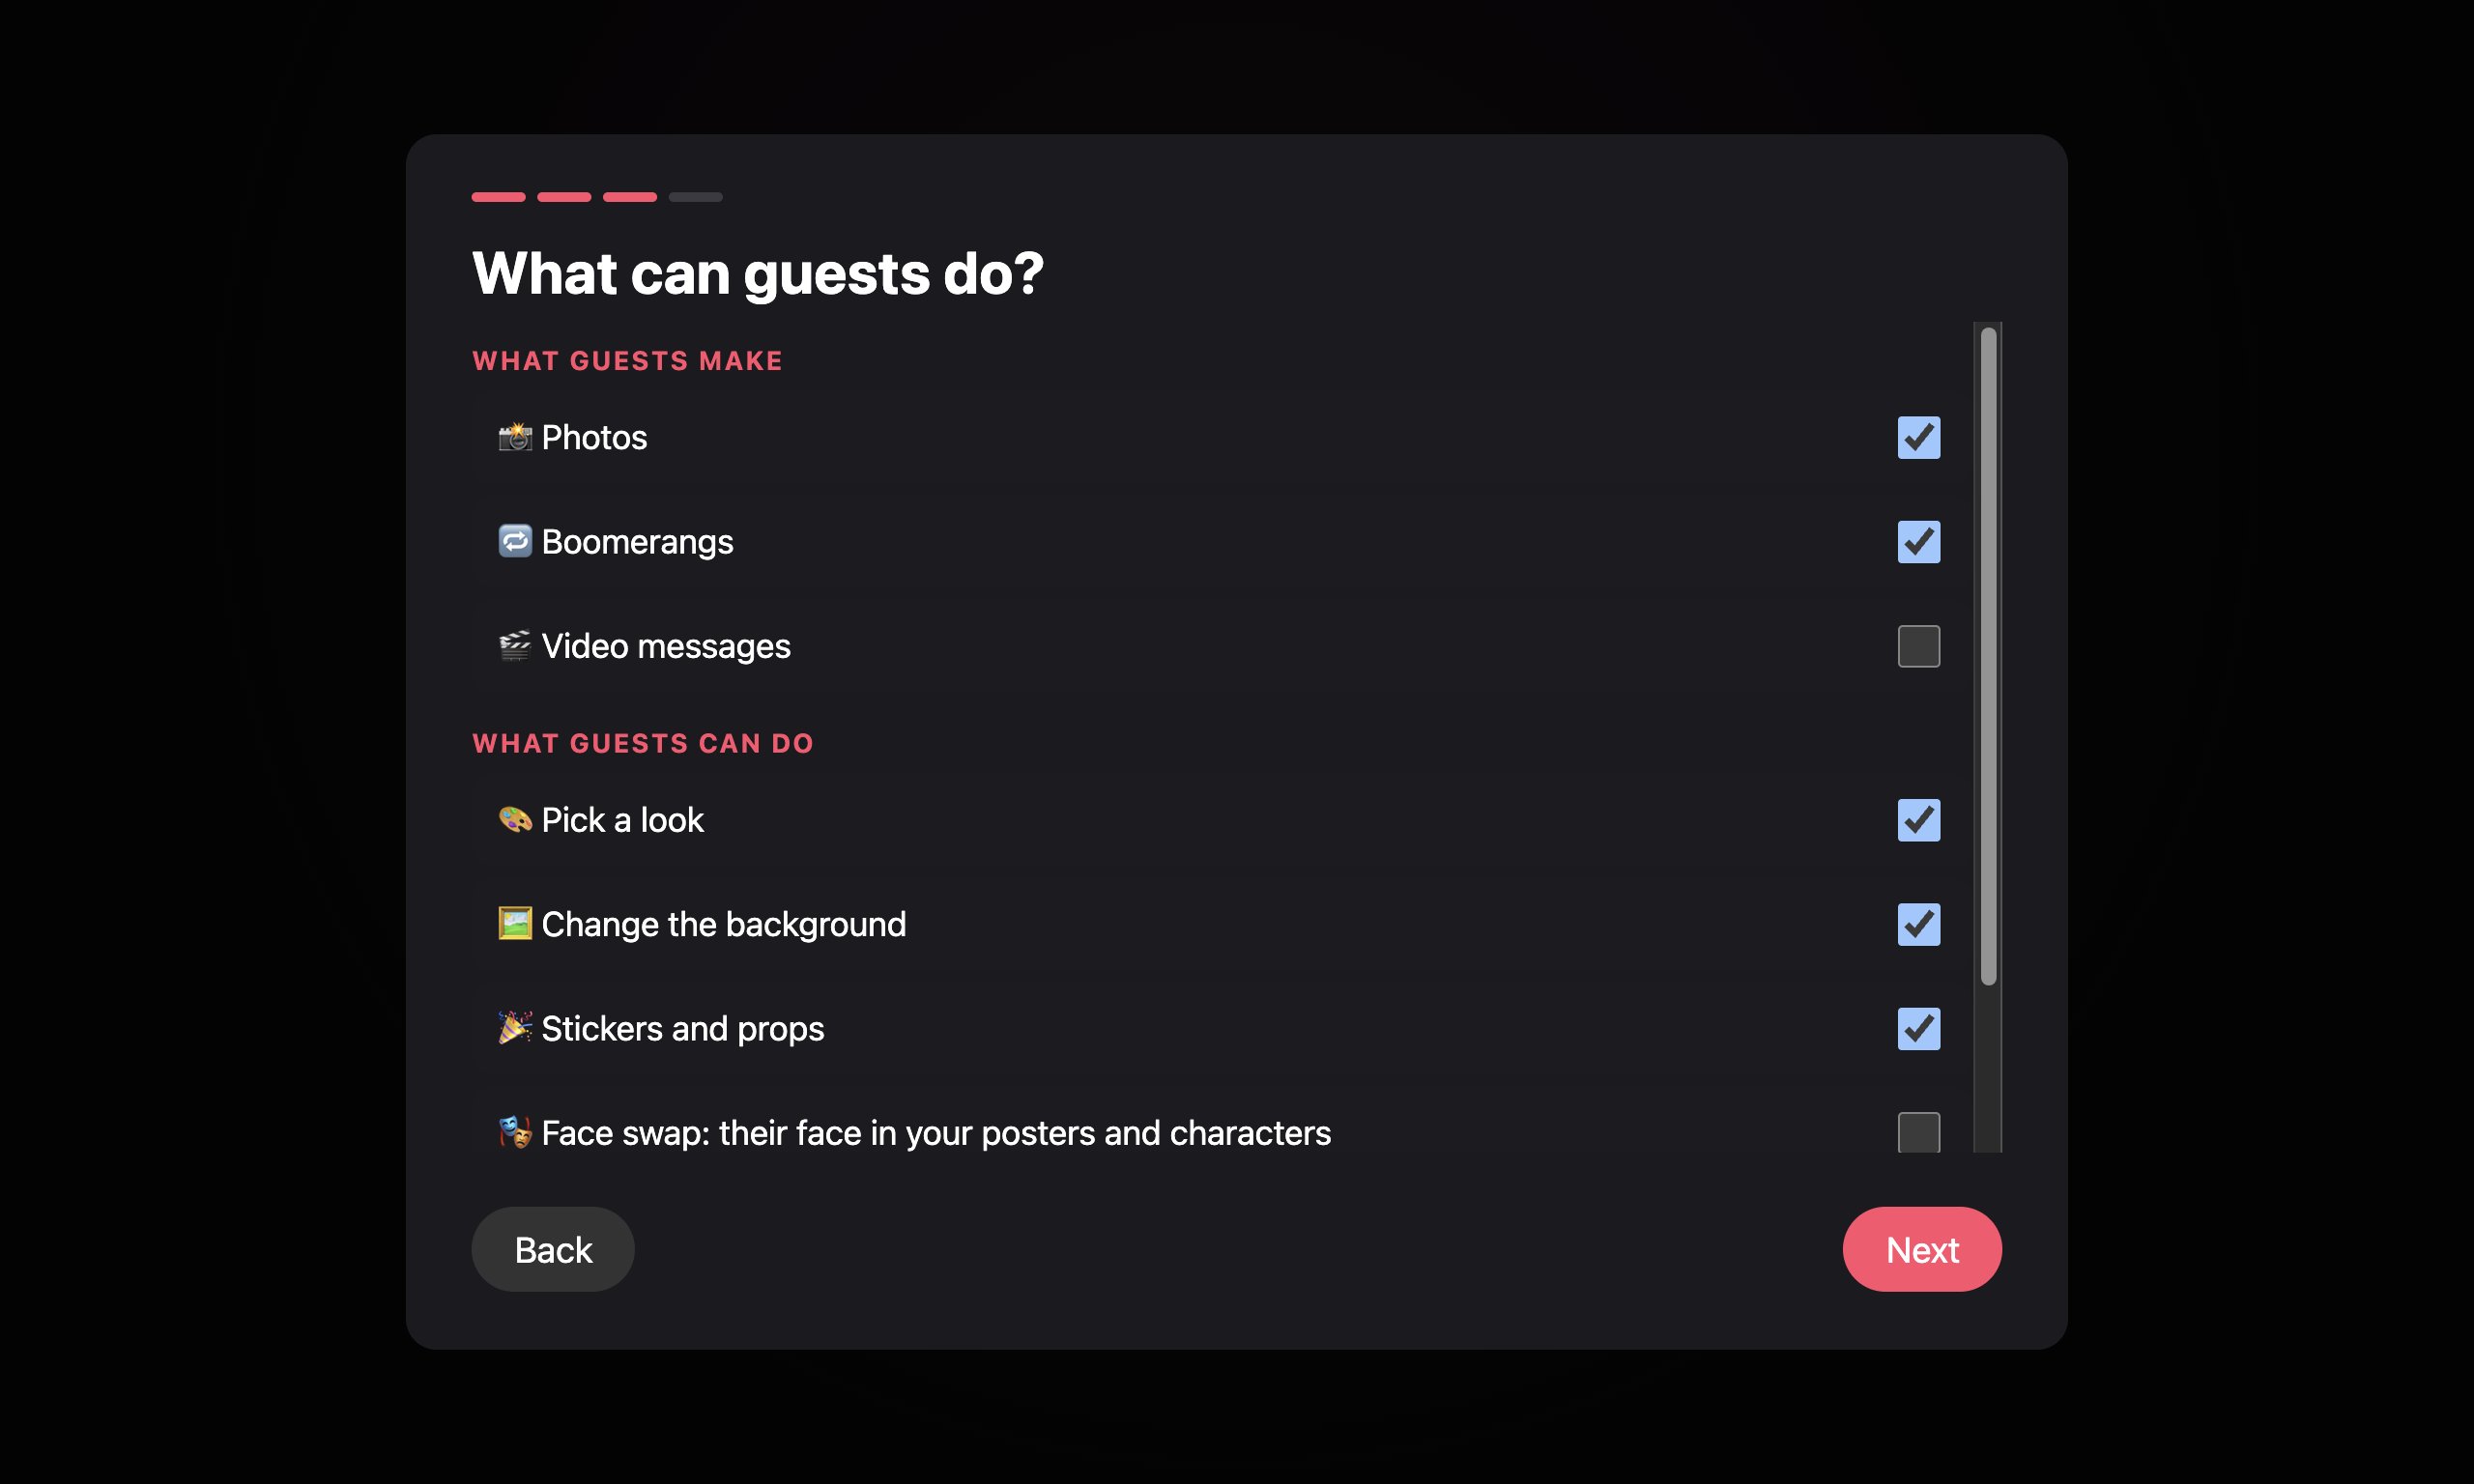 What can guests do?
WHAT GUESTS MAKE
Photos
Boomerangs
Video messages
WHAT GUESTS CAN DO
Pick a look
Change the background
Stickers and props
Face swap: their face in your posters and characters
Back
Next